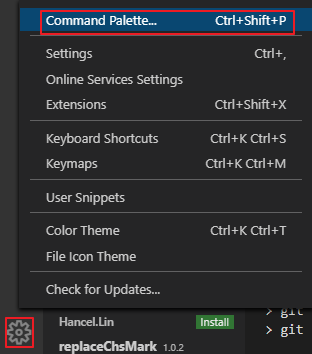 Command Palette... Ctrl+Shift+P
Settings Ctrl+,
Online Services Settings
Extensions Ctrl+Shift+X
Keyboard Shortcuts Ctrl+K Ctrl+S
Keymaps Ctrl+K Ctrl+M
User Snippets
Color Theme Ctrl+K Ctrl+T
File Icon Theme
Check for Updates...
Hancel.Lin Install > git
replaceChsMark 1.0.2 > git